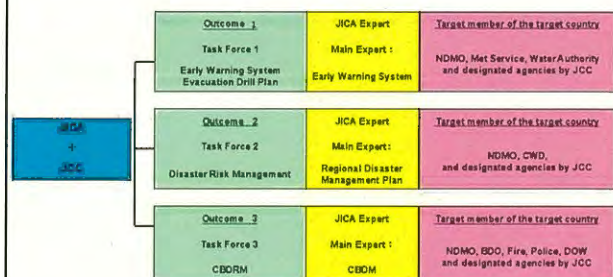 JICA
+
JCC
Outcome 1
Task Force 1
Early Warning System
Evacuation Drill Plan
JICA Expert
Main Expert :
Early Warning System
Target member of the target country
NDMO, Met Service, Water Authority
and designated agencies by JCC
Outcome 2
Task Force 2
Disaster Risk Management
JICA Expert
Main Expert:
Regional Disaster
Management Plan
Target member of the target country
NDMO, CWD,
and designated agencies by JCC
Outcome 3
Task Force 3
CBDRM
JICA Expert
Main Expert :
CBDM
Target member of the target country
NDMO, BDO, Fire, Police, DOW
and designated agencies by JCC